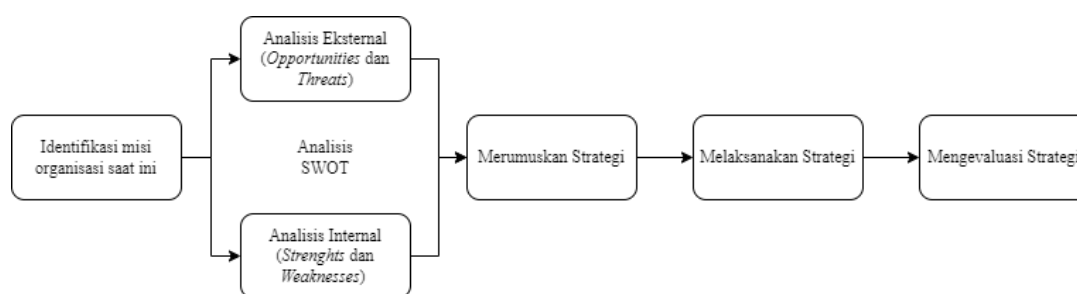 Identifikasi misi
organisasi saat ini
Analisis Eksternal
(Opportunities dan
Threats)
Analisis
SWOT
Analisis Internal
(Strenghts dan
Weaknesses)
Merumuskan Strategi
Melaksanakan Strategi
Mengevaluasi Strategi